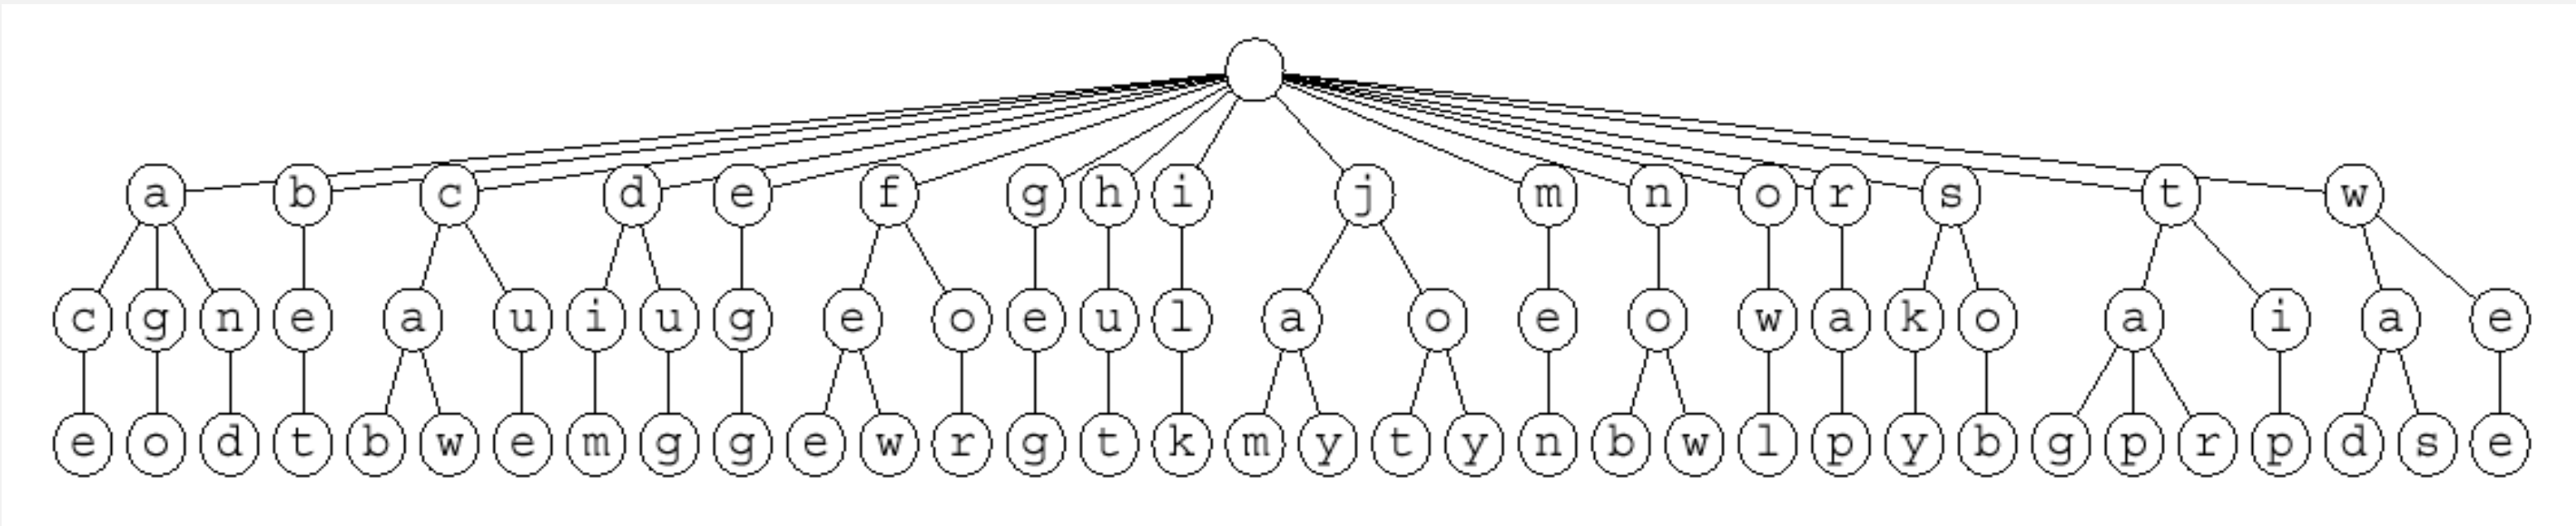 a b c d e f g h i j m n o r s t w
c g n e a u i u g e o e u l a o e o w a k o a i a e
e o d t b w e m g g e w r g t k m y t y n b w l p y b g p r p d s e